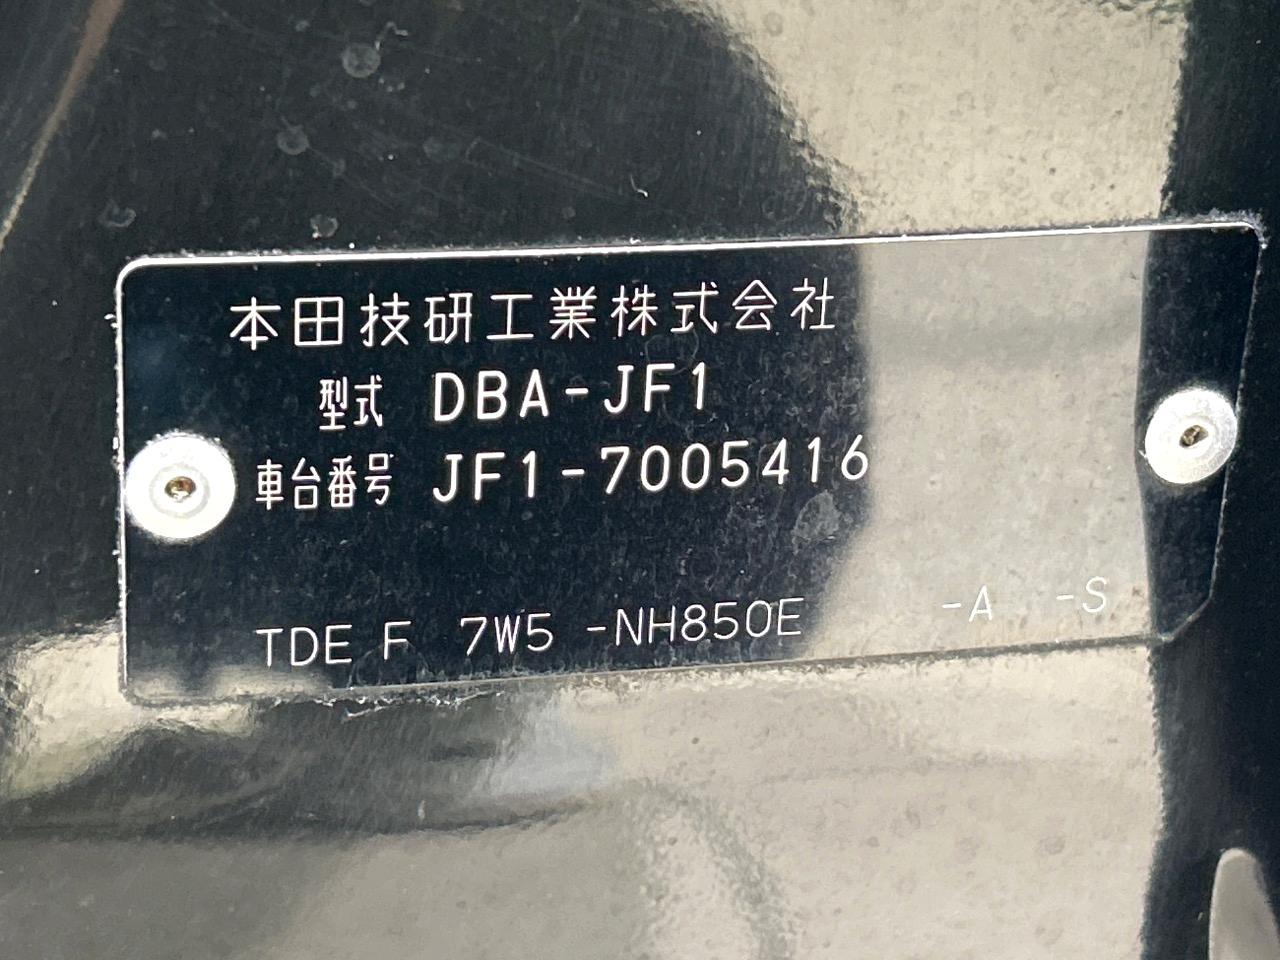 本田技研工業株式会社
型式 DBA-JF1
車台番号 JF1-7005416
TDE F 7W5 -NH850E -A -S